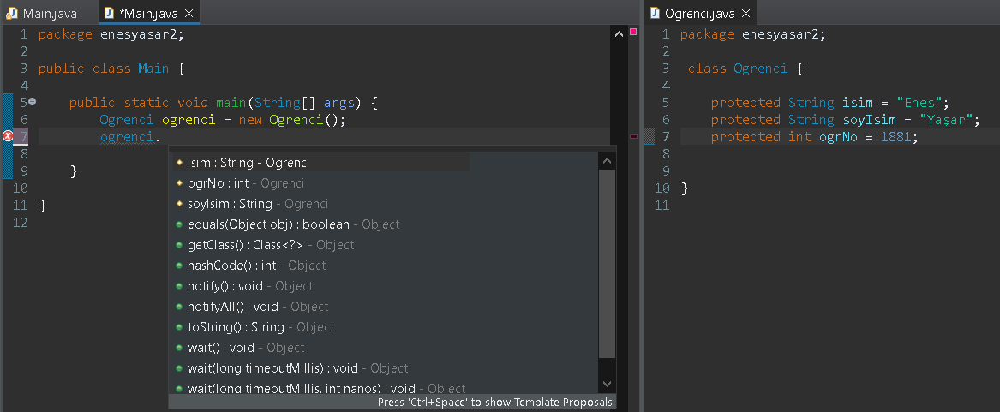 Main.java
*Main.java
1 package enesyasar2;
2
3 public class Main {
4
5 public static void main(String[] args) {
6 Ogrenci ogrenci = new Ogrenci();
7 ogrenci.
8
9 }
10
11 }
12
isim : String - Ogrenci
ogrNo : int - Ogrenci
soyIsim : String - Ogrenci
equals(Object obj) : boolean - Object
getClass() : Class<?> - Object
hashCode() : int - Object
notify() : void - Object
notifyAll() : void - Object
toString() : String - Object
wait() : void - Object
wait(long timeoutMillis) : void - Object
wait(long timeoutMillis, int nanos) : void - Object
Press 'Ctrl+Space' to show Template Proposals
Ogrenci.java
1 package enesyasar2;
2
3 class Ogrenci {
4
5 protected String isim = "Enes";
6 protected String soyIsim = "Yaşar";
7 protected int ogrNo = 1881;
8
9
10 }
11